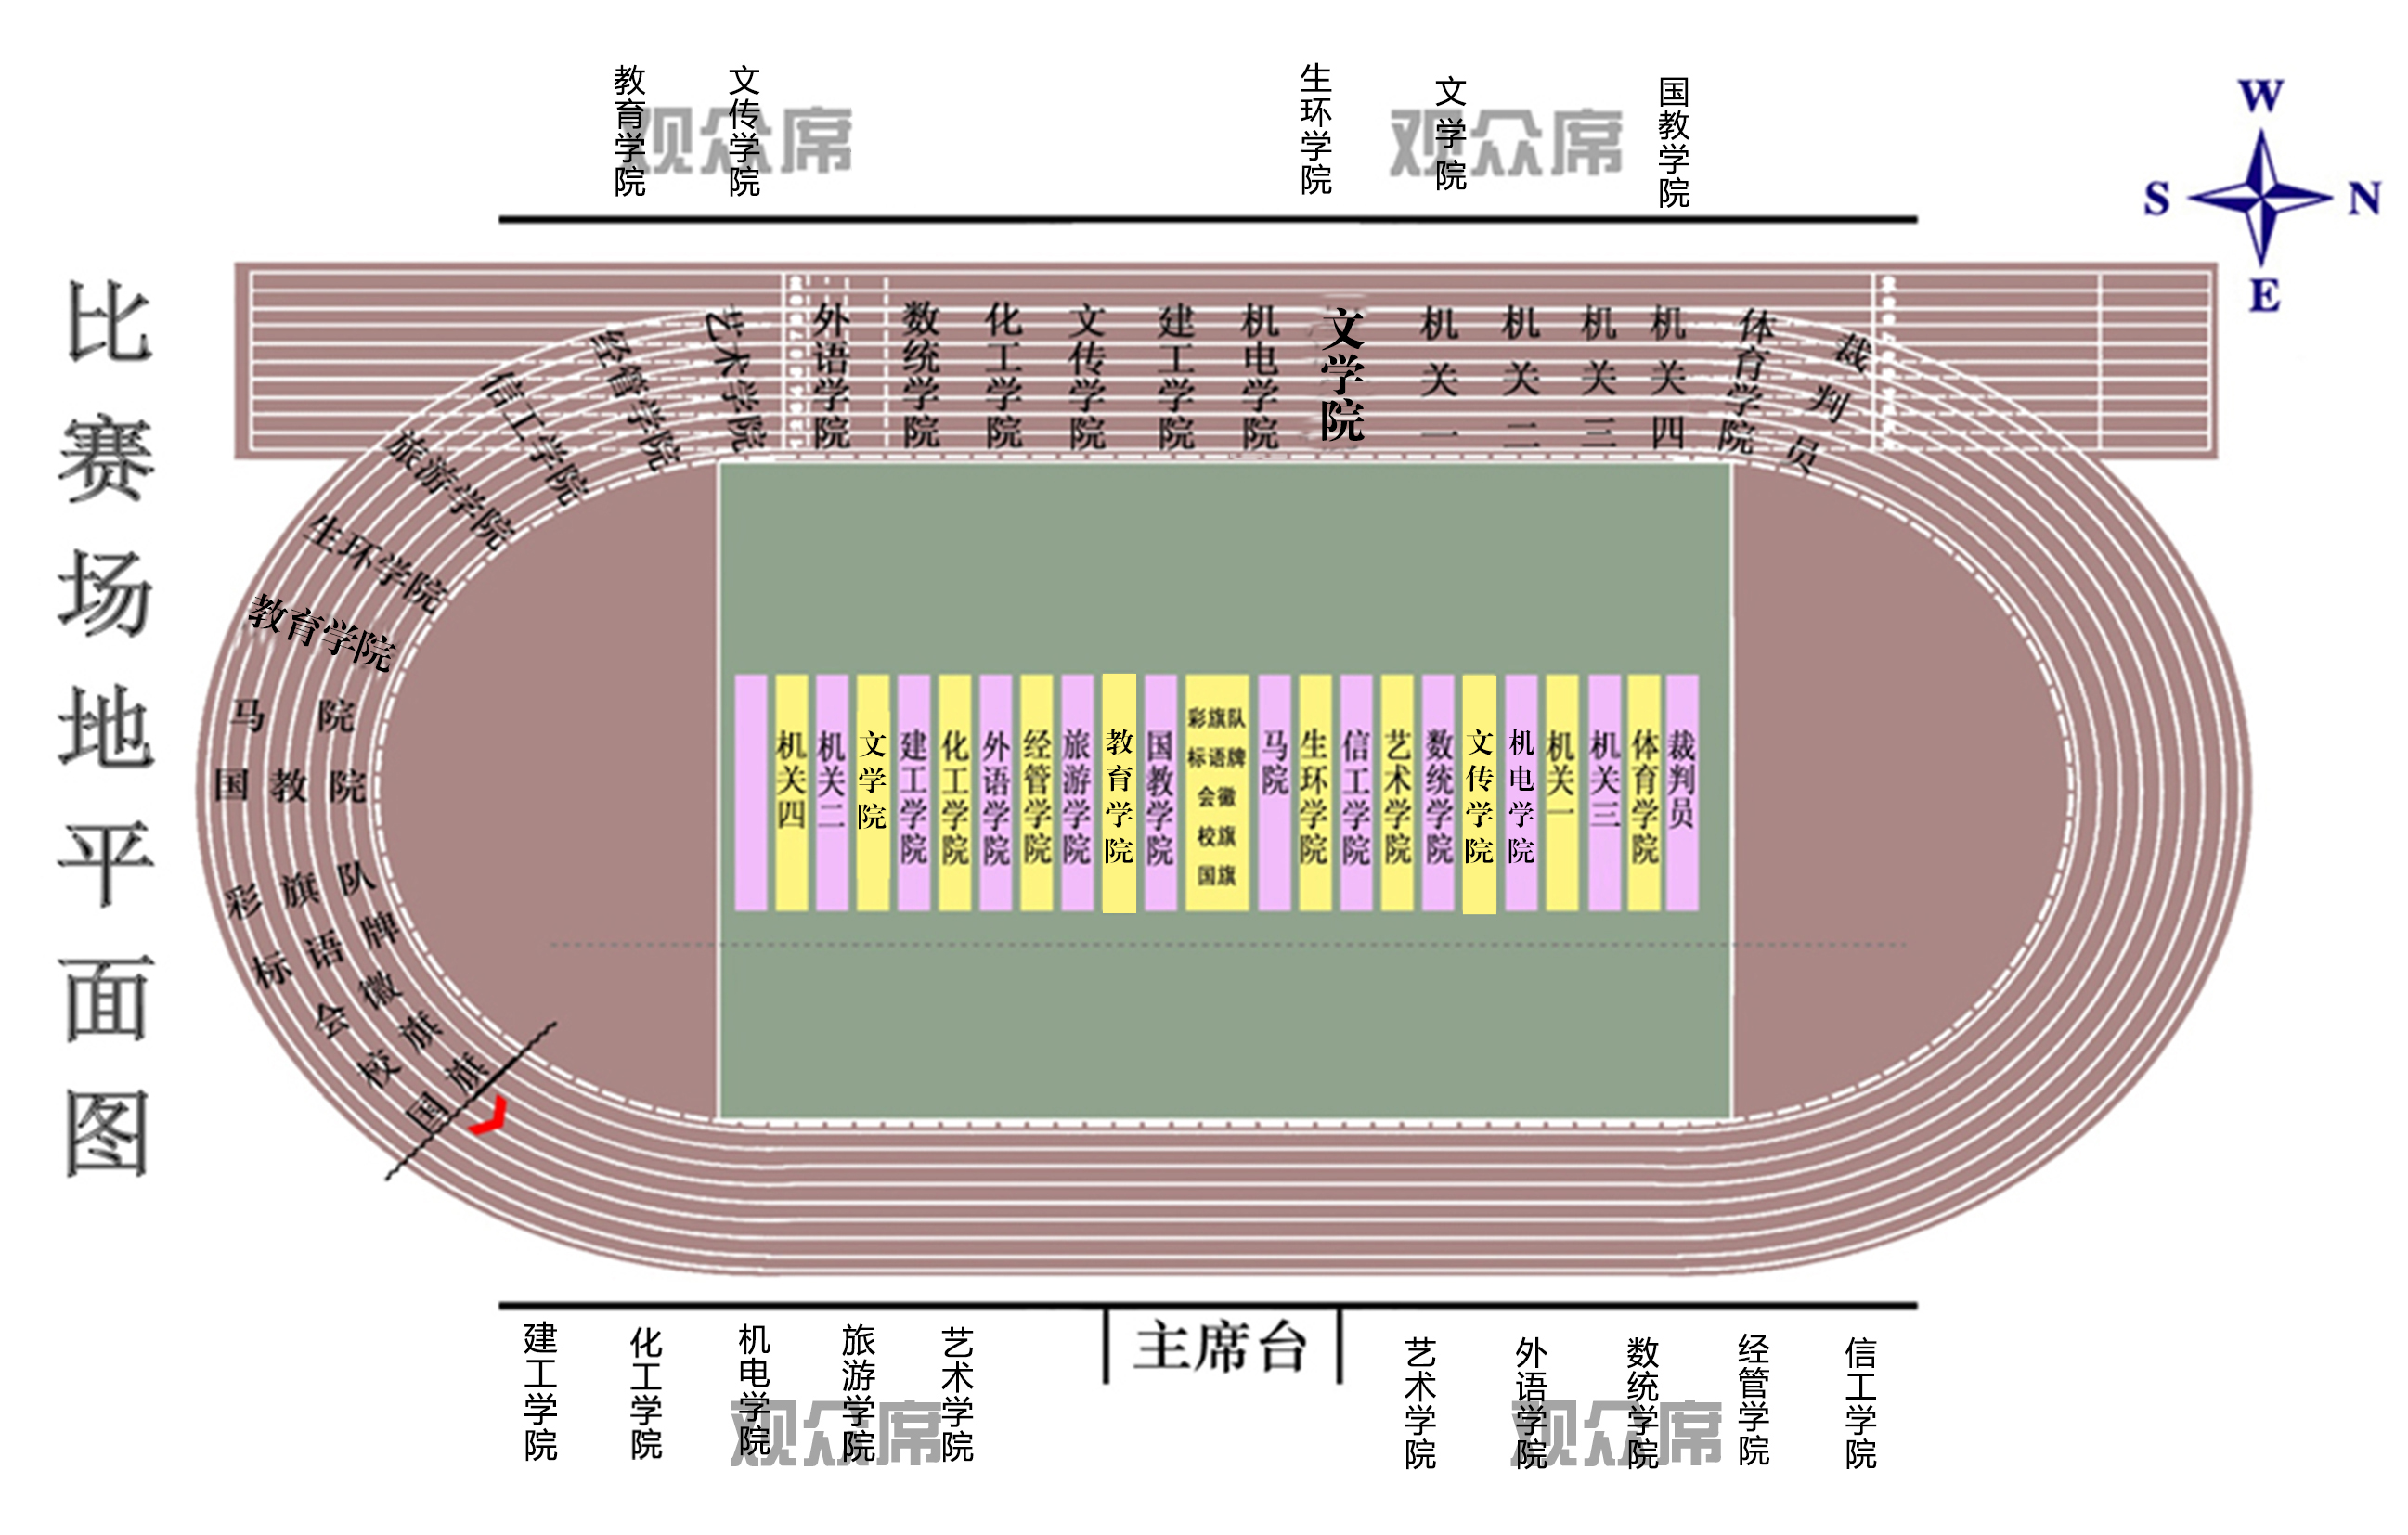 比赛场地平面图
教育学院
文传学院
观众席
生环学院
文学院
国教学院
观众席
W
S
N
E
国旗
校旗
会徽
标语牌
彩旗队
国教院
马院
教育学院
生环学院
旅游学院
信工学院
经管学院
艺术学院
外语学院
数统学院
化工学院
文传学院
建工学院
机电学院
文学院
机关一
机关二
机关三
机关四
体育学院
裁判员
机关四
机关二
文学院
建工学院
化工学院
外语学院
经管学院
旅游学院
教育学院
国教学院
彩旗队
标语牌
会徽
校旗
国旗
马院
生环学院
信工学院
艺术学院
数统学院
文传学院
机电学院
机关一
机关三
体育学院
裁判员
建工学院
化工学院
机电学院
旅游学院
艺术学院
观众席
主席台
艺术学院
外语学院
数统学院
经管学院
信工学院
观众席